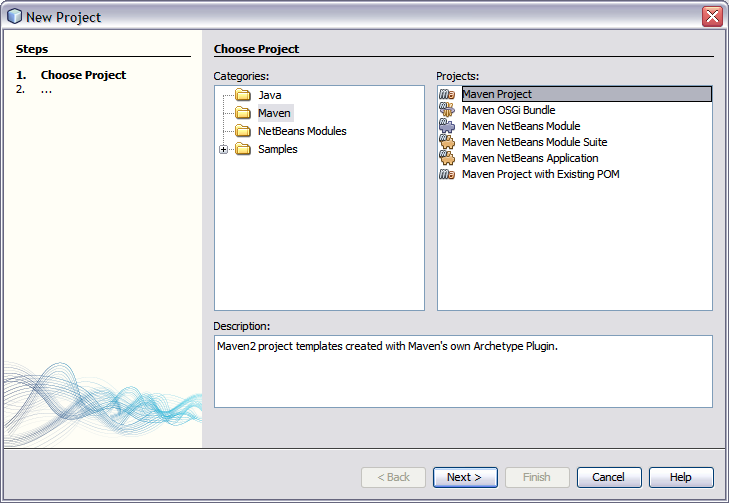 New Project
Steps
1. Choose Project
2. ...
Choose Project
Categories:
Java
Maven
NetBeans Modules
Samples
Projects:
Maven Project
Maven OSGi Bundle
Maven NetBeans Module
Maven NetBeans Module Suite
Maven NetBeans Application
Maven Project with Existing POM
Description:
Maven2 project templates created with Maven's own Archetype Plugin.
< Back
Next >
Finish
Cancel
Help